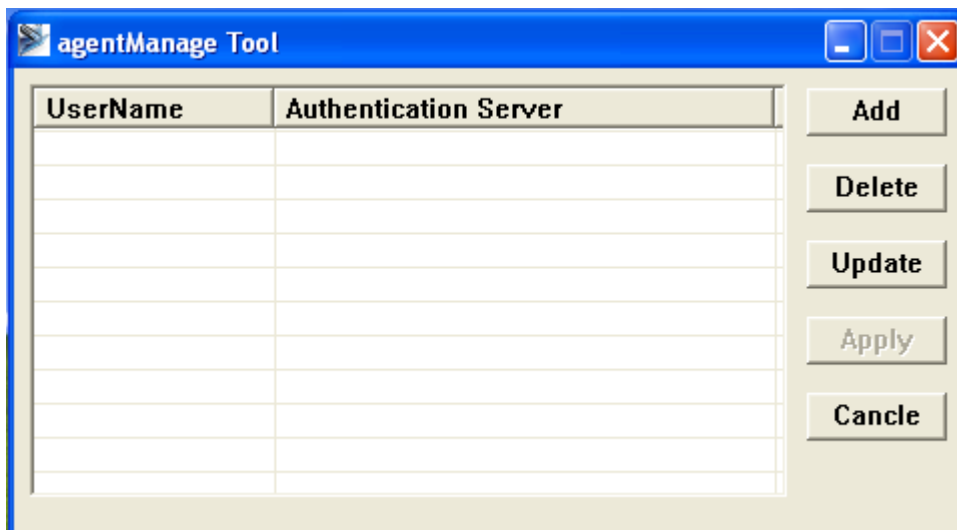 agentManage Tool
UserName Authentication Server
Add
Delete
Update
Apply
Cancle